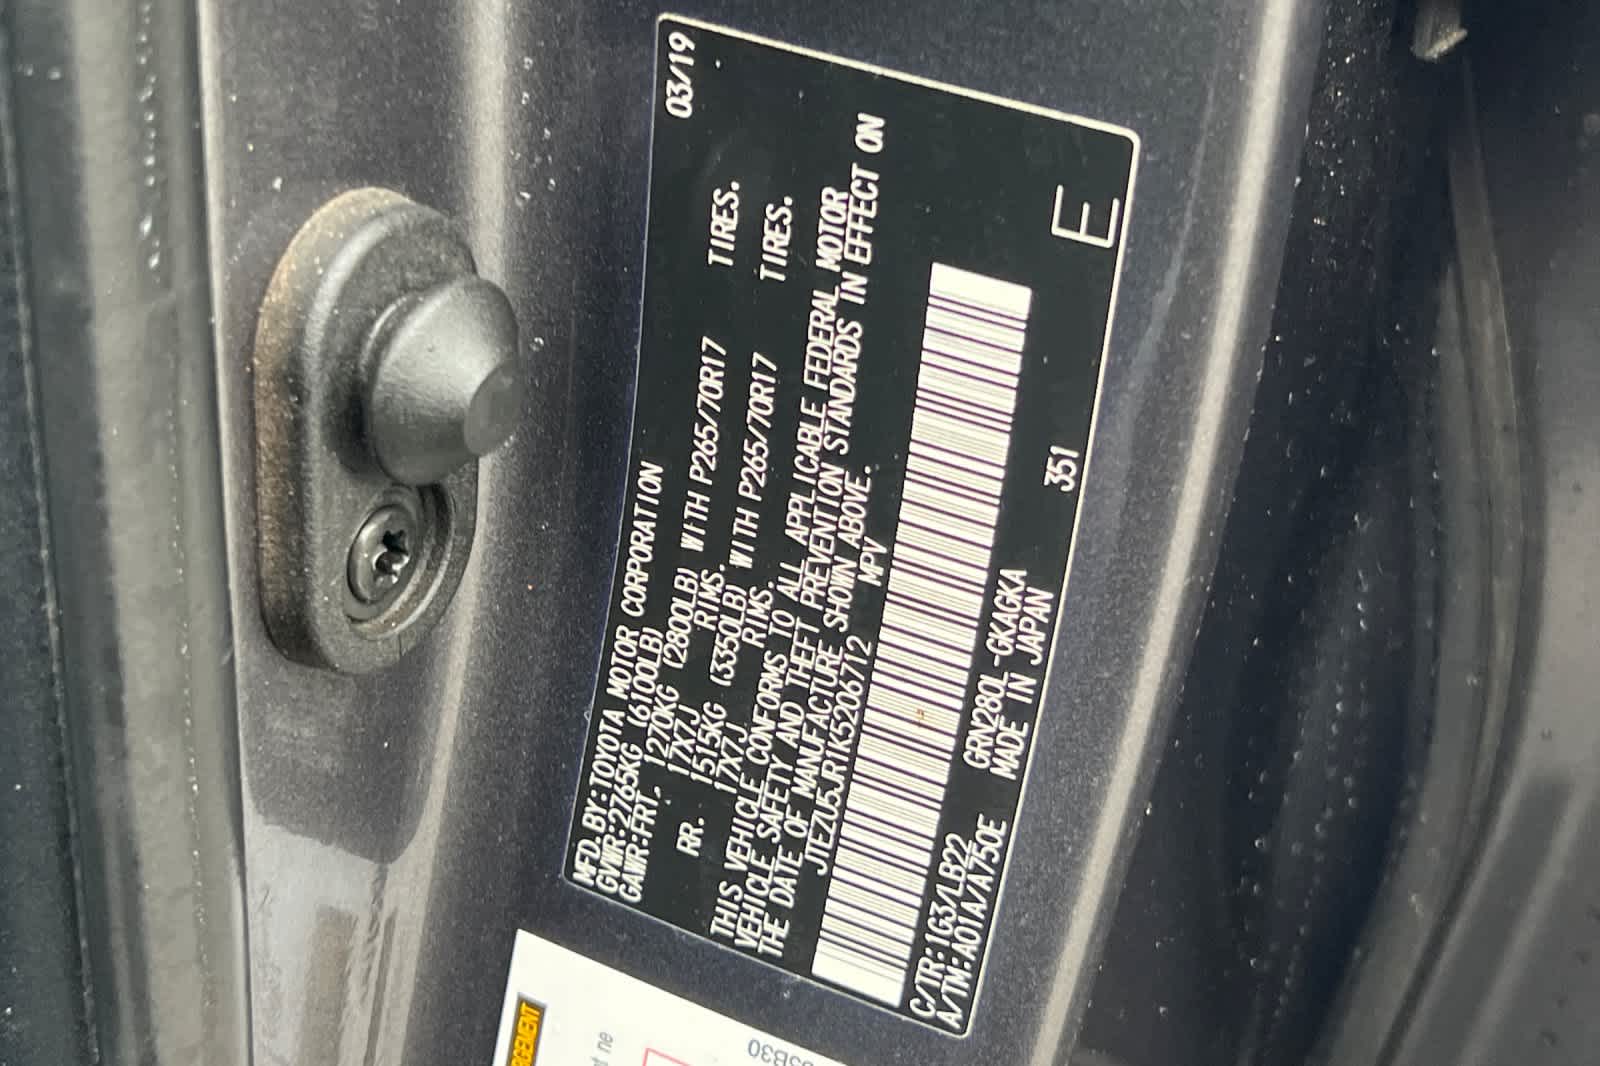 MFD.BY:TOYOTA MOTOR CORPORATION 03/19
GVWR:2765KG (6100LB)
GAWR:FRT. 1270KG (2800LB) WITH P265/70R17 TIRES.
17X7J RIMS.
RR. 1515KG (3350LB) WITH P265/70R17 TIRES.
17X7J RIMS.
THIS VEHICLE CONFORMS TO ALL APPLICABLE FEDERAL MOTOR
VEHICLE SAFETY AND THEFT PREVENTION STANDARDS IN EFFECT ON
THE DATE OF MANUFACTURE SHOWN ABOVE.
JTEZU5JR1K5206712 MPV
C/TR:1G3/LB22 GRN280L-GKAGKA 351 E
A/TM:A01A/A750E MADE IN JAPAN